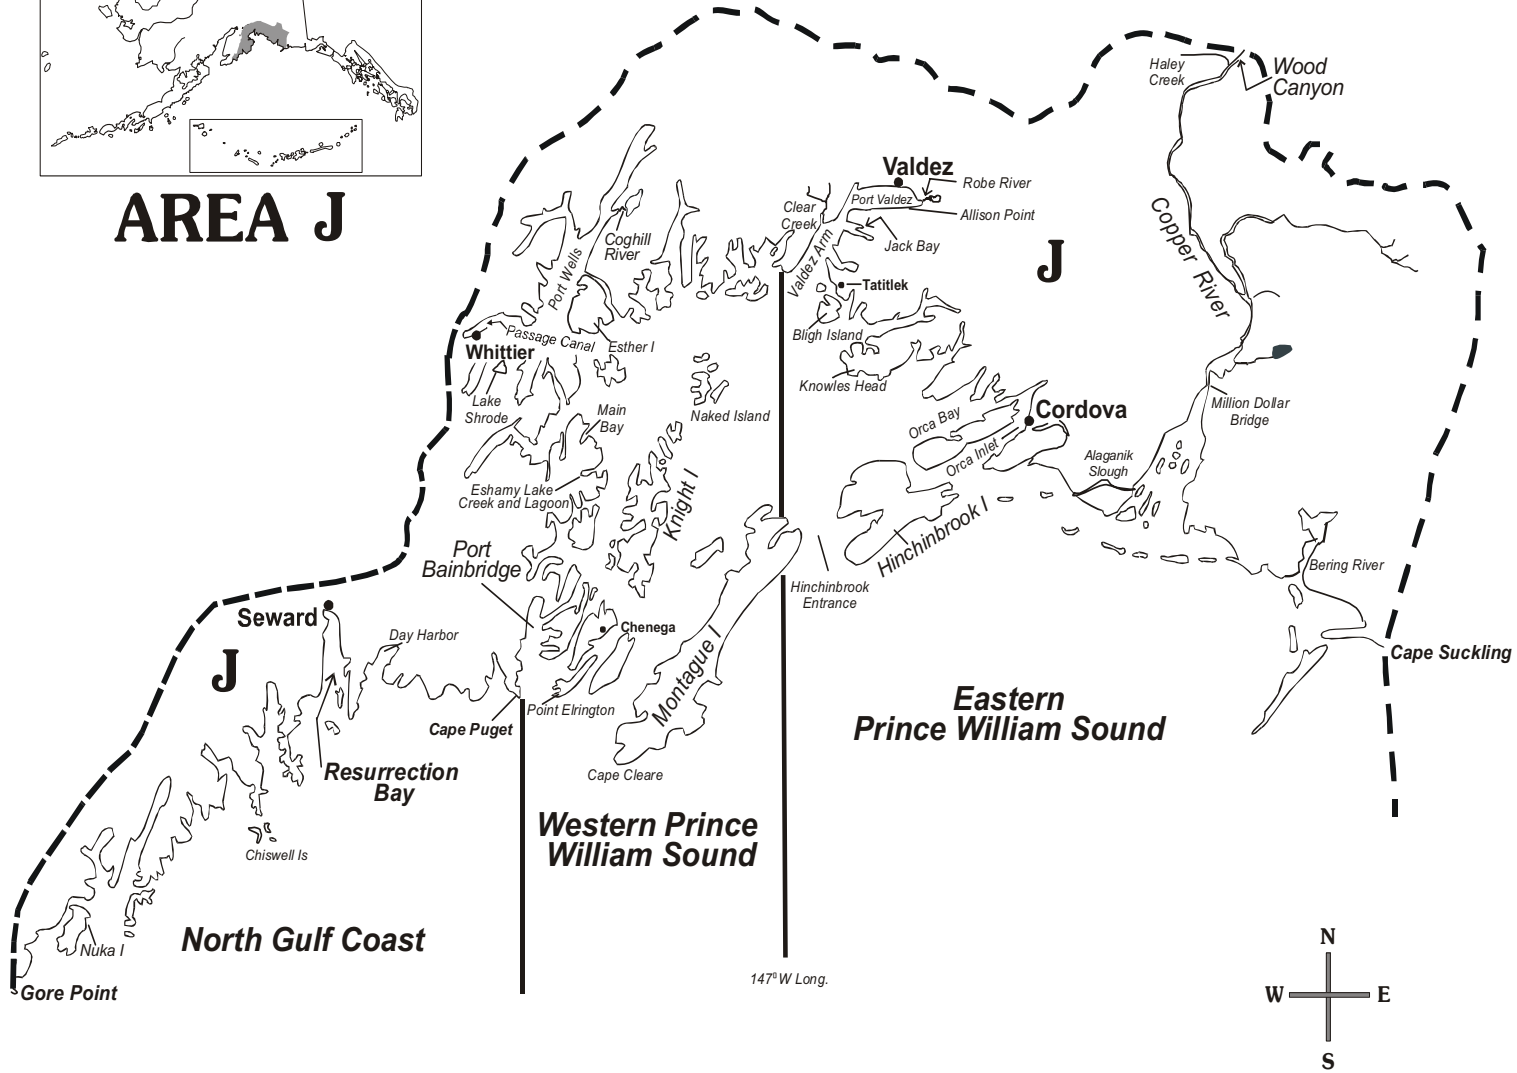 AREA J
Haley
Creek
Wood
Canyon
Valdez
Robe River
Port Valdez
Allison Point
Clear
Creek
Jack Bay
Valdez Arm
J
Copper River
Coghill
River
Port Wells
Tatitlek
Bligh Island
Passage Canal
Esther I
Whittier
Knowles Head
Lake
Shrode
Main
Bay
Naked Island
Orca Bay
Cordova
Million Dollar
Bridge
Orca Inlet
Alaganik
Slough
Eshamy Lake
Creek and Lagoon
Knight I
Hinchinbrook I
Port
Bainbridge
Hinchinbrook
Entrance
Bering River
Seward
Day Harbor
Chenega
Cape Suckling
J
Montague I
Point Elrington
Cape Puget
Eastern
Prince William Sound
Resurrection
Bay
Cape Cleare
Western Prince
William Sound
Chiswell Is
North Gulf Coast
Nuka I
Gore Point
147⁰W Long.
N
W E
S